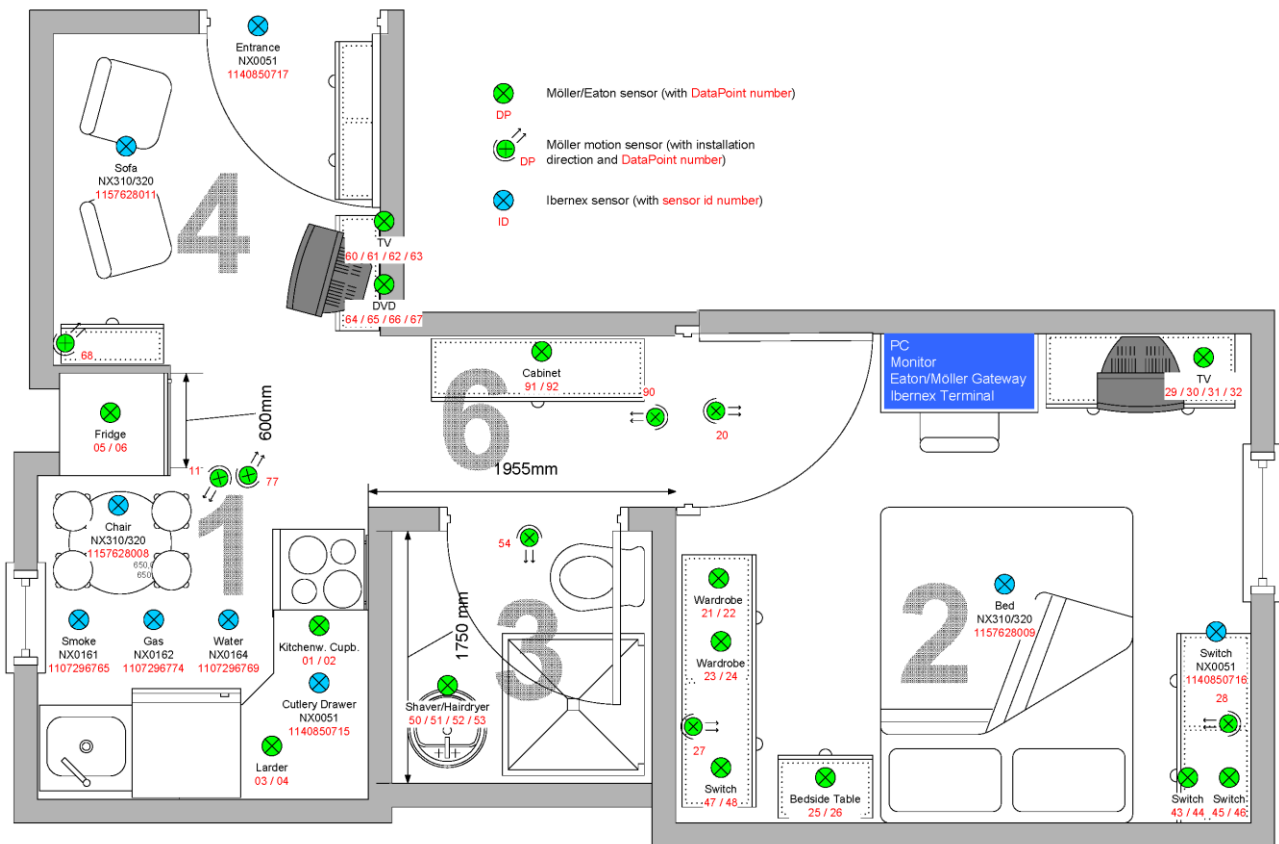 Entrance
NX0051
1140850717
Möller/Eaton sensor (with DataPoint number)
DP
Möller motion sensor (with installation
direction and DataPoint number)
DP
Ibernex sensor (with sensor id number)
ID
Sofa
NX310/320
1157628011
4
TV
60 / 61 / 62 / 63
DVD
64 / 65 / 66 / 67
68
Fridge
05 / 06
600mm
11
77
Cabinet
91 / 92
90
20
6
1955mm
PC
Monitor
Eaton/Möller Gateway
Ibernex Terminal
TV
29 / 30 / 31 / 32
Chair
NX310/320
1157628008
650,0
650
1
Smoke
NX0161
1107296765
Gas
NX0162
1107296774
Water
NX0164
1107296769
Kitchenw. Cupb.
01 / 02
Cutlery Drawer
NX0051
1140850715
Larder
03 / 04
54
1750 mm
3
Shaver/Hairdryer
50 / 51 / 52 / 53
Wardrobe
21 / 22
Wardrobe
23 / 24
27
Switch
47 / 48
Bedside Table
25 / 26
2
Bed
NX310/320
1157628009
Switch
NX0051
1140850716
28
Switch
43 / 44
Switch
45 / 46